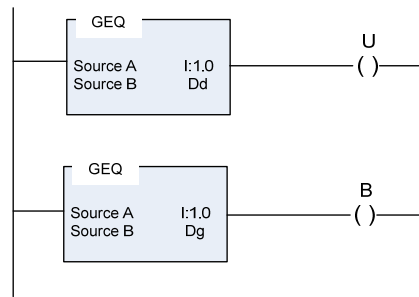 GEQ
U
Source A I:1.0
Source B Dd
( )
GEQ
B
Source A I:1.0
Source B Dg
( )